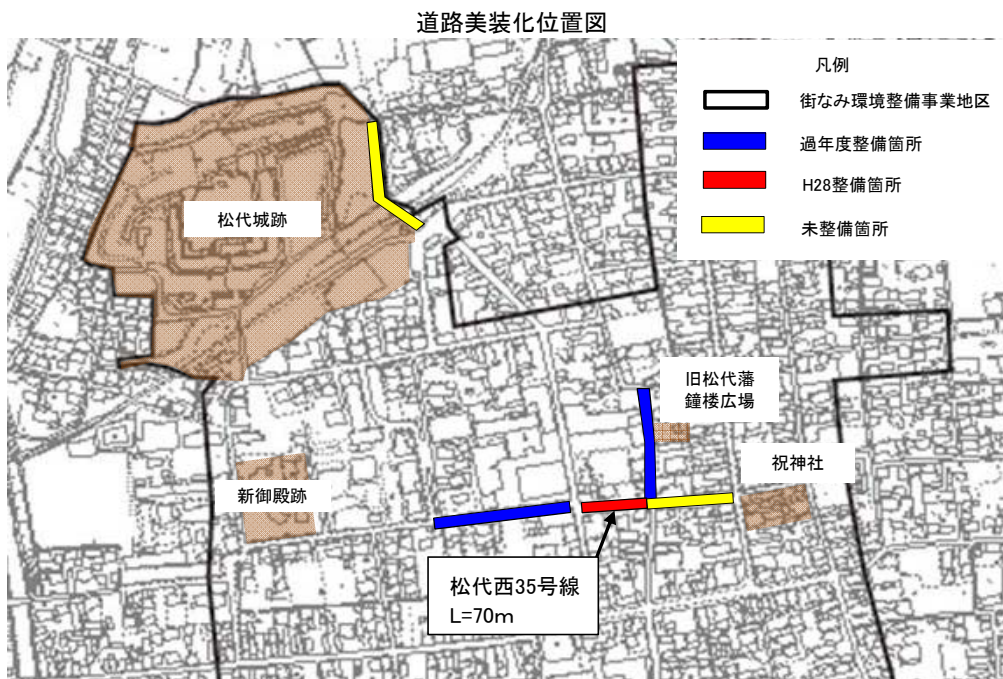 道路美装化位置図
凡例
街なみ環境整備事業地区
過年度整備箇所
H28整備箇所
未整備箇所
松代城跡
旧松代藩
鐘楼広場
祝神社
新御殿跡
松代西35号線
L=70m